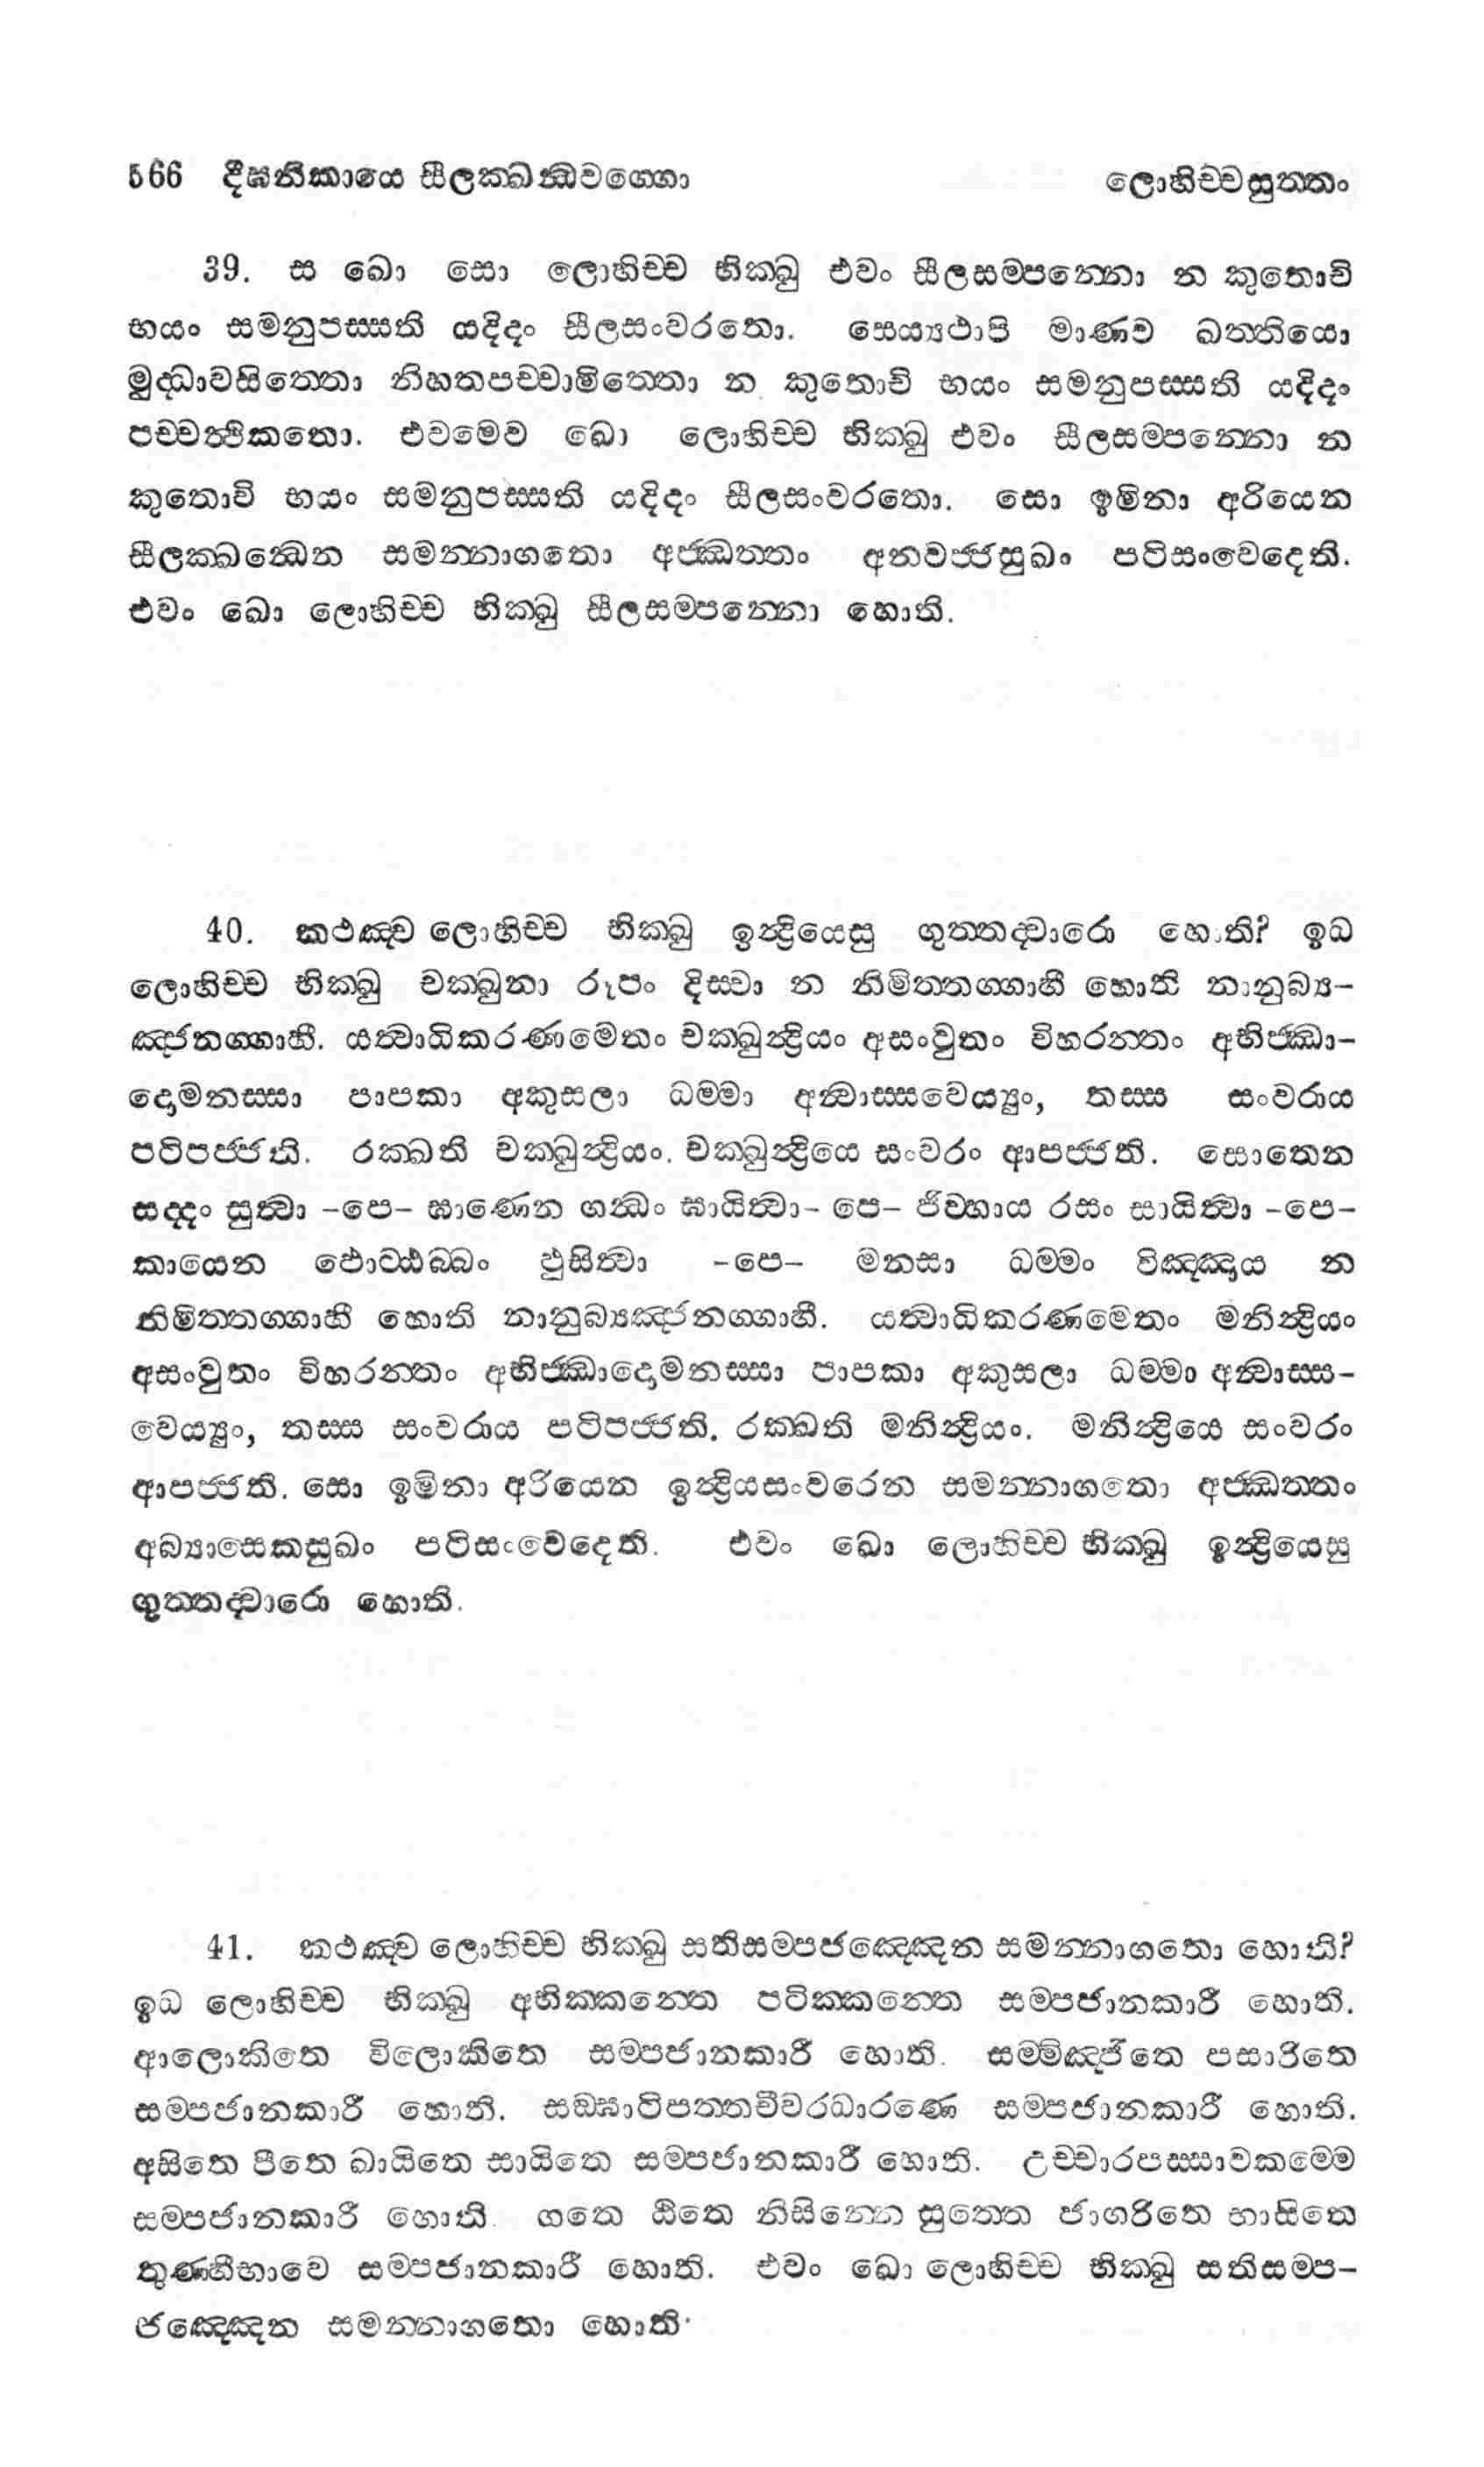 566 දීඝනිකායෙ සීලක්ඛන්ධවග්ගො ලොහිච්චසුත්තං
39. ස ඛො සො ලොහිච්ච භික්ඛු එවං සීලසම්පන්නො න කුතොචි
භයං සමනුපස්සති යදිදං සීලසංවරතො. සෙය්‍යථාපි මාණව ඛත්තියො
මුද්ධාවසිත්තො නිහතපච්චාමිත්තො න කුතොචි භයං සමනුපස්සති යදිදං
පච්චත්ථිකතො. එවමෙව ඛො ලොහිච්ච භික්ඛු එවං සීලසම්පන්නො න
කුතොචි භයං සමනුපස්සති යදිදං සීලසංවරතො. සො ඉමිනා අරියෙන
සීලක්ඛන්ධෙන සමන්නාගතො අජ්ඣත්තං අනවජ්ජසුඛං පටිසංවෙදෙති.
එවං ඛො ලොහිච්ච භික්ඛු සීලසම්පන්නො හොති.
40. කථඤ්ච ලොහිච්ච භික්ඛු ඉන්ද්‍රියෙසු ගුත්තද්වාරො හොති? ඉධ
ලොහිච්ච භික්ඛු චක්ඛුනා රූපං දිස්වා න නිමිත්තග්ගාහී හොති නානුබ්‍ය-
ඤ්ජනග්ගාහී. යත්වාධිකරණමෙනං චක්ඛුන්ද්‍රියං අසංවුතං විහරන්තං අභිජ්ඣා-
දොමනස්සා පාපකා අකුසලා ධම්මා අන්වාස්සවෙය්‍යුං, තස්ස සංවරාය
පටිපජ්ජති. රක්ඛති චක්ඛුන්ද්‍රියං. චක්ඛුන්ද්‍රියෙ සංවරං ආපජ්ජති. සොතෙන
සද්දං සුත්වා -පෙ- ඝාණෙන ගන්ධං ඝායිත්වා- පෙ- ජිව්හාය රසං සායිත්වා -පෙ-
කායෙන ඵොට්ඨබ්බං ඵුසිත්වා -පෙ- මනසා ධම්මං විඤ්ඤාය න
නිමිත්තග්ගාහී හොති නානුබ්‍යඤ්ජනග්ගාහී. යත්වාධිකරණමෙතං මනින්ද්‍රියං
අසංවුතං විහරන්තං අභිජ්ඣාදොමනස්සා පාපකා අකුසලා ධම්මා අන්වාස්ස-
වෙය්‍යුං, තස්ස සංවරාය පටිපජ්ජති. රක්ඛති මනින්ද්‍රියං. මනින්ද්‍රියෙ සංවරං
ආපජ්ජති. සො ඉමිනා අරියෙන ඉන්ද්‍රියසංවරෙන සමන්නාගතො අජ්ඣත්තං
අබ්‍යාසෙකසුඛං පටිසංවෙදෙති. එවං ඛො ලොහිච්ච භික්ඛු ඉන්ද්‍රියෙසු
ගුත්තද්වාරො හොති.
41. කථඤ්ච ලොහිච්ච භික්ඛු සතිසම්පජඤ්ඤෙන සමන්නාගතො හොති?
ඉධ ලොහිච්ච භික්ඛු අභික්කන්තෙ පටික්කන්තෙ සම්පජානකාරී හොති.
ආලොකිතෙ විලොකිතෙ සම්පජානකාරී හොති. සම්මිඤ්ජිතෙ පසාරිතෙ
සම්පජානකාරී හොති. සඞ්ඝාටිපත්තචීවරධාරණෙ සම්පජානකාරී හොති.
අසිතෙ පීතෙ ඛායිතෙ සායිතෙ සම්පජානකාරී හොති. උච්චාරපස්සාවකම්මෙ
සම්පජානකාරී හොති. ගතෙ ඨිතෙ නිසින්නෙ සුත්තෙ ජාගරිතෙ භාසිතෙ
තුණ්හීභාවෙ සම්පජානකාරී හොති. එවං ඛො ලොහිච්ච භික්ඛු සතිසම්ප-
ජඤ්ඤෙන සමන්නාගතො හොති.